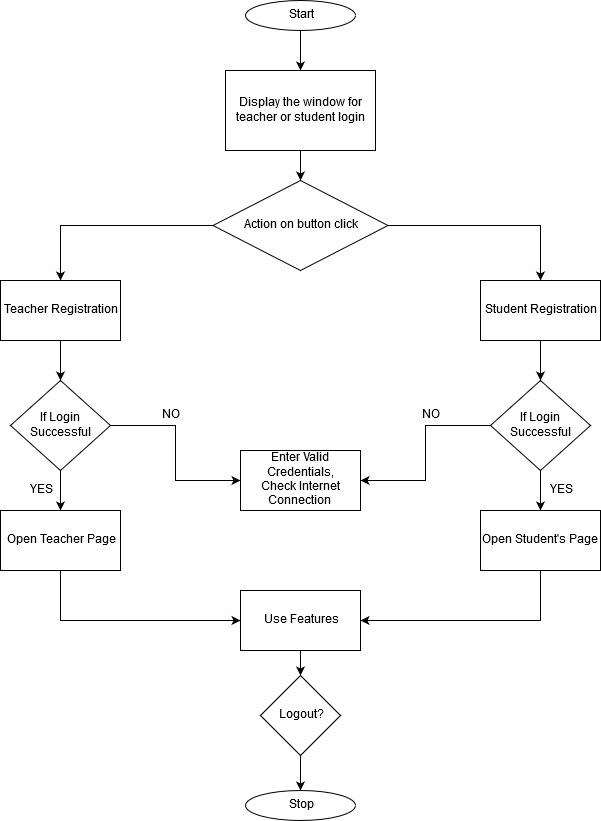 Start
Display the window for
teacher or student login
Action on button click
Teacher Registration
Student Registration
If Login
Successful
NO
NO
If Login
Successful
Enter Valid
Credentials,
Check Internet
Connection
YES
YES
Open Teacher Page
Open Student's Page
Use Features
Logout?
Stop